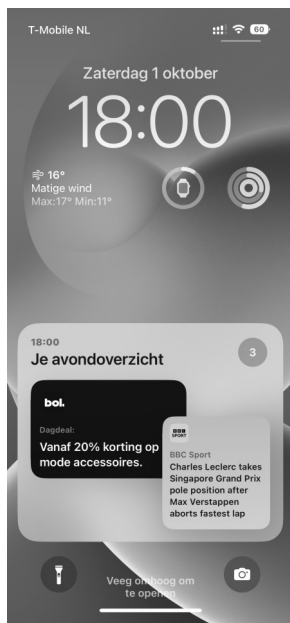 T-Mobile NL
60
Zaterdag 1 oktober
18:00
16°
Matige wind
Max:17° Min:11°
18:00
Je avondoverzicht
3
bol.
Dagdeal:
Vanaf 20% korting op
mode accessoires.
BBC
SPORT
BBC Sport
Charles Leclerc takes
Singapore Grand Prix
pole position after
Max Verstappen
aborts fastest lap
Veeg omhoog om
te openen